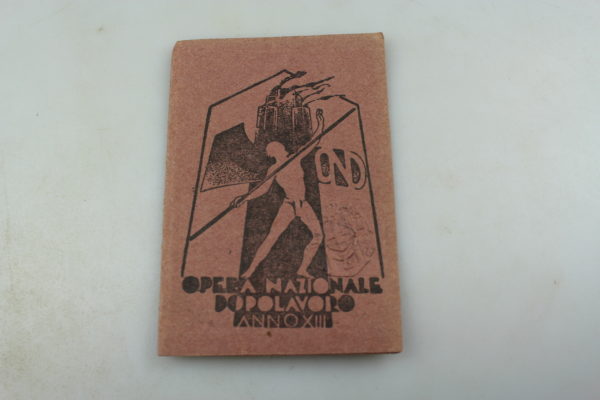 OND
OPERA NAZIONALE
DOPOLAVORO
ANNO XIII